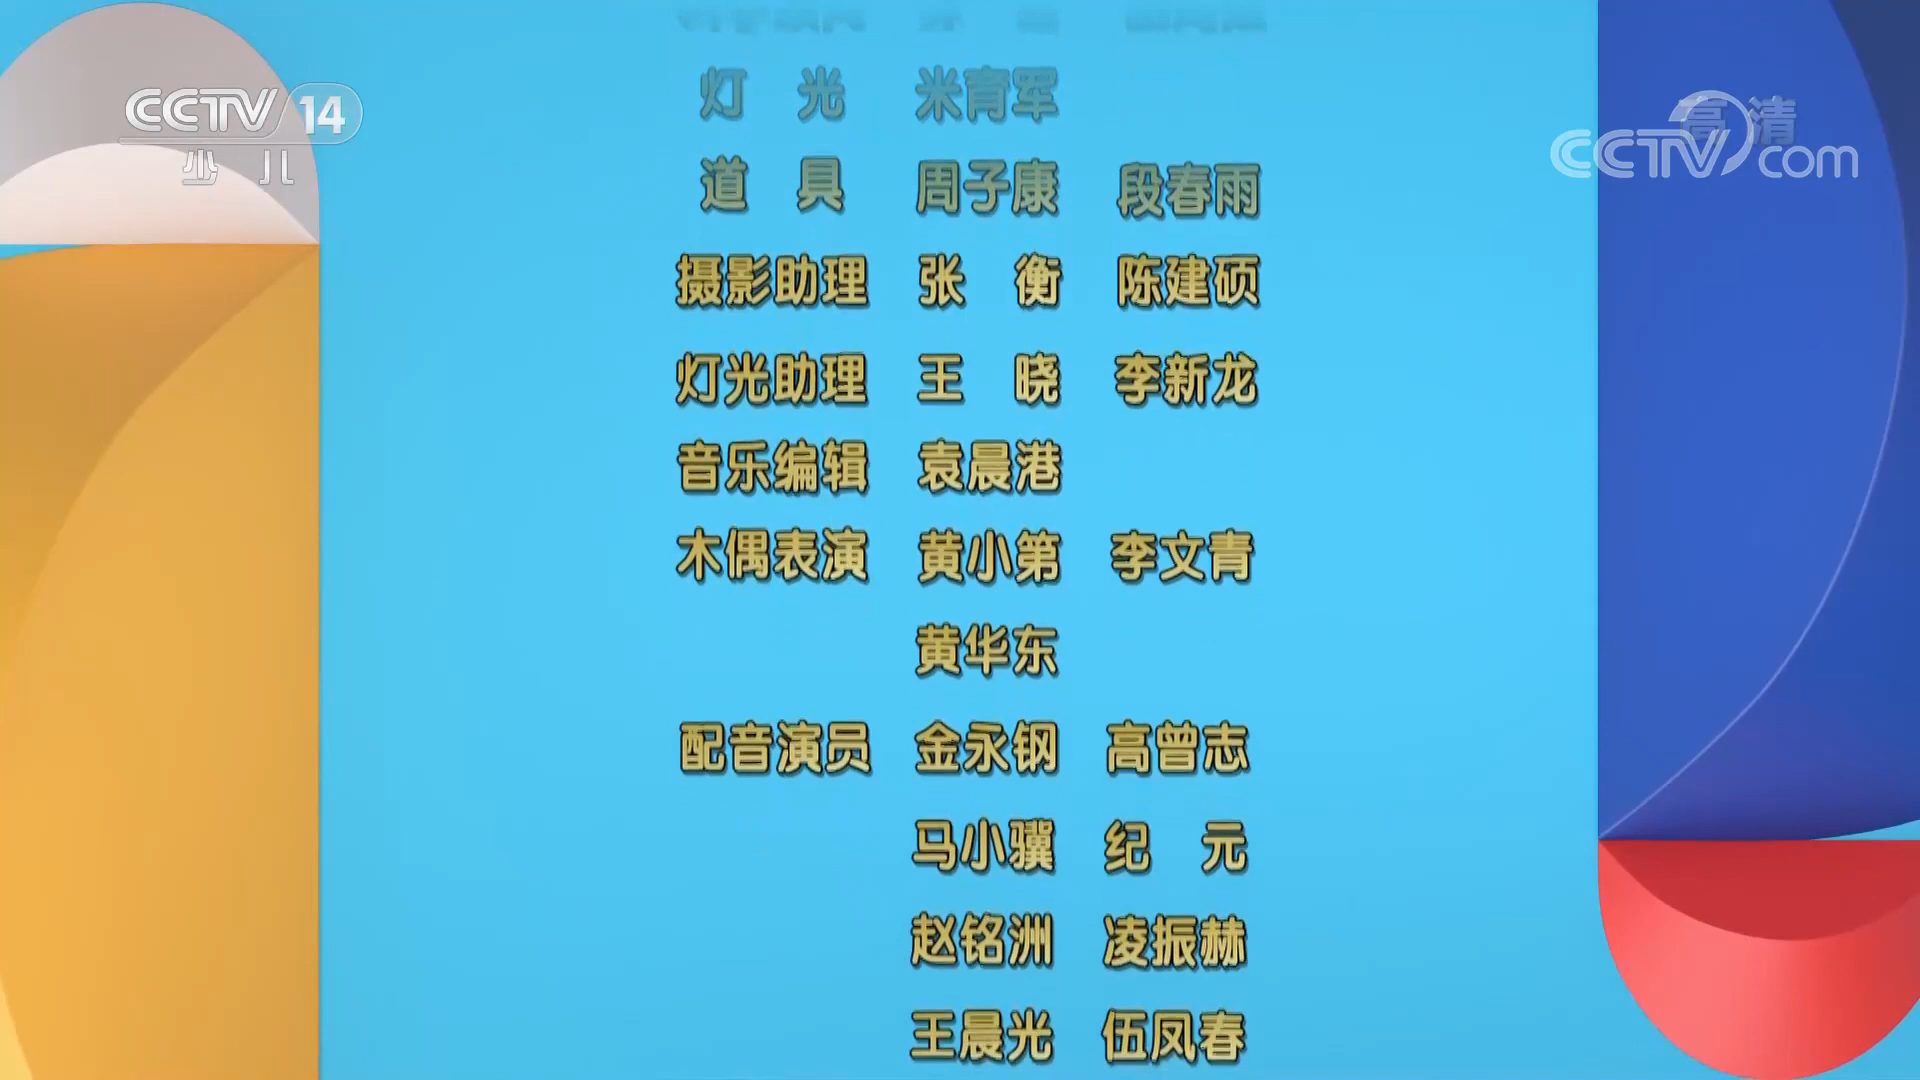 CCTV 14
少儿
高清
CCTV com
灯 光 米育军
道 具 周子康 段春雨
摄影助理 张 衡 陈建硕
灯光助理 王 晓 李新龙
音乐编辑 袁晨港
木偶表演 黄小第 李文青
黄华东
配音演员 金永钢 高曾志
马小骥 纪 元
赵铭洲 凌振赫
王晨光 伍凤春